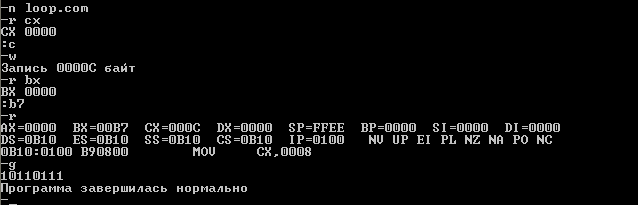 -n loop.com
-r cx
CX 0000
:c
-w
Запись 0000C байт
-r bx
BX 0000
:b7
-r
AX=0000  BX=00B7  CX=000C  DX=0000  SP=FFEE  BP=0000  SI=0000  DI=0000
DS=0B10  ES=0B10  SS=0B10  CS=0B10  IP=0100   NV UP EI PL NZ NA PO NC
0B10:0100 B90800        MOV     CX,0008
-g
10110111
Программа завершилась нормально
-_